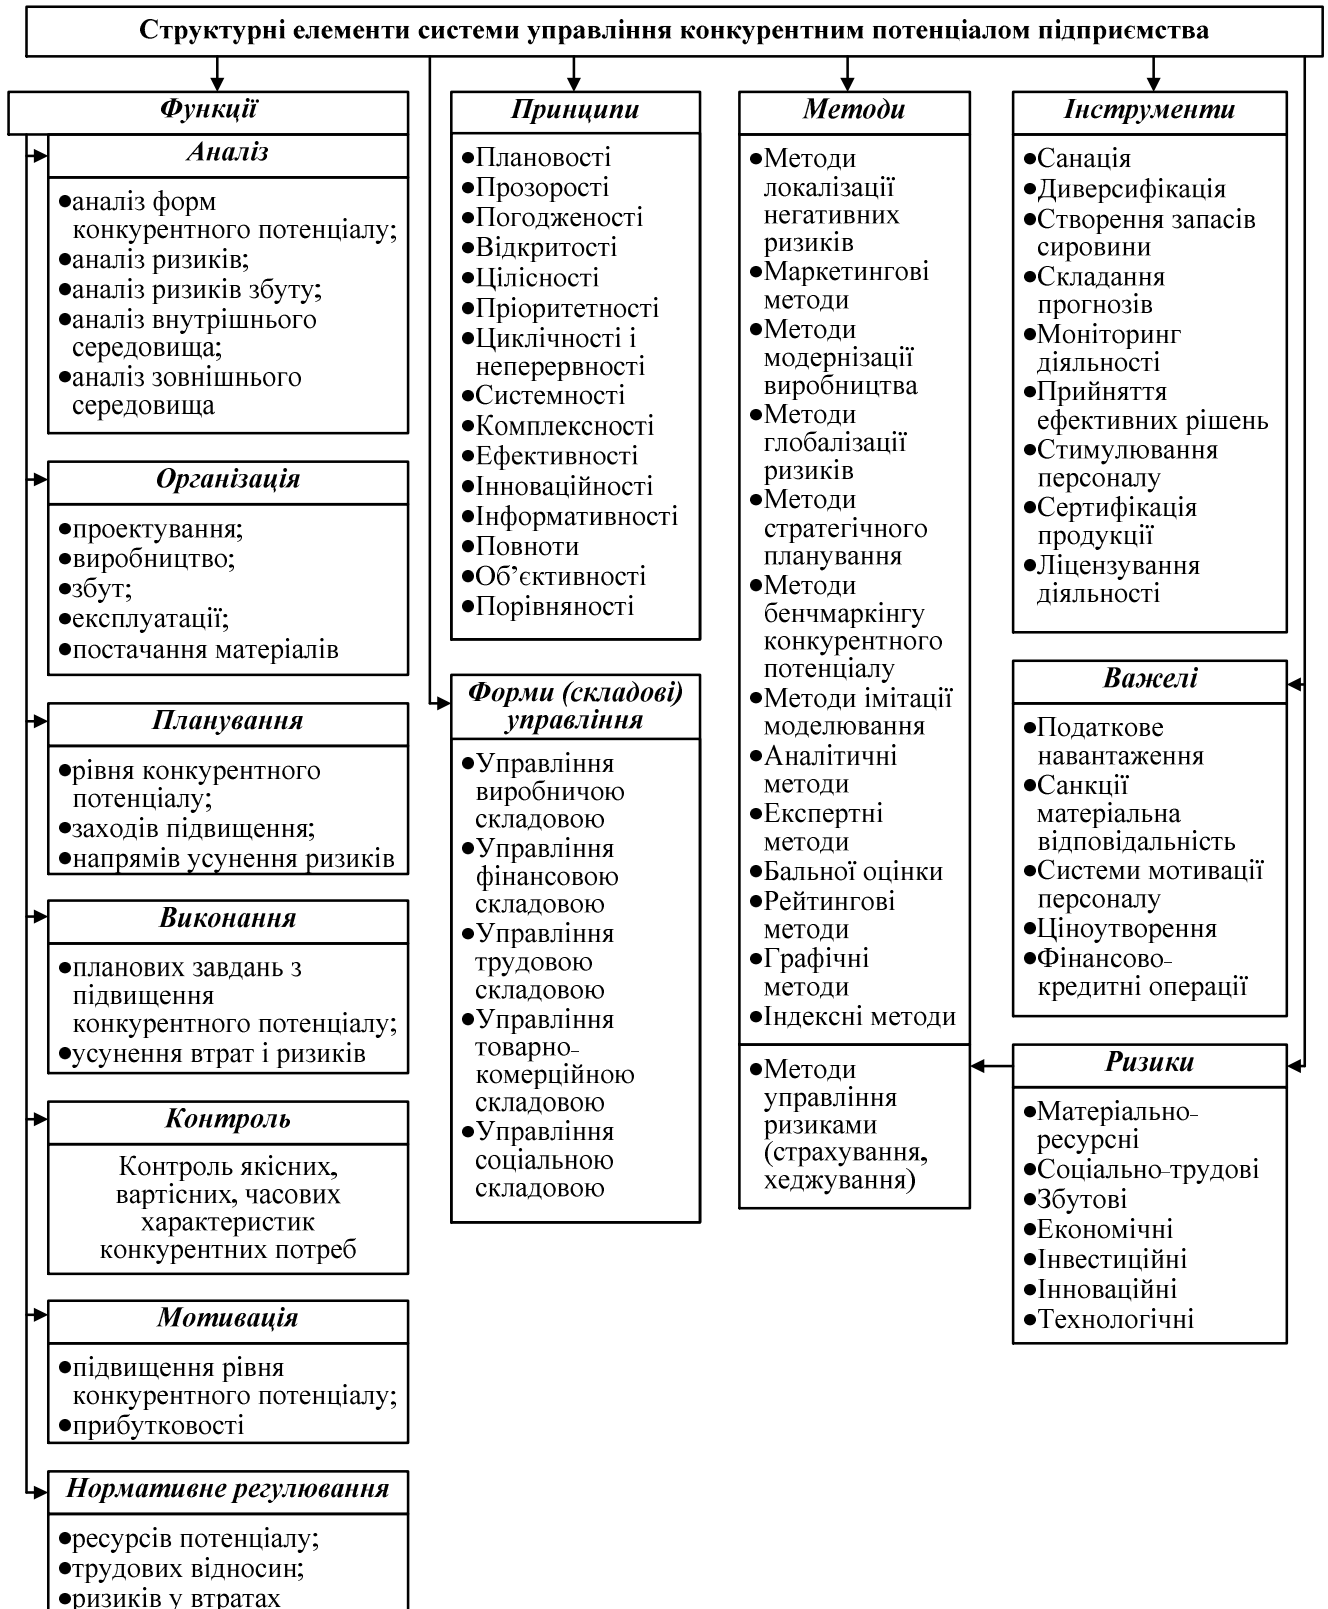 Структурні елементи системи управління конкурентним потенціалом підприємства
Функції
Аналіз
●аналіз форм
конкурентного потенціалу;
●аналіз ризиків;
●аналіз ризиків збуту;
●аналіз внутрішнього
середовища;
●аналіз зовнішнього
середовища
Організація
●проектування;
●виробництво;
●збут;
●експлуатації;
●постачання матеріалів
Планування
●рівня конкурентного
потенціалу;
●заходів підвищення;
●напрямів усунення ризиків
Виконання
●планових завдань з
підвищення
конкурентного потенціалу;
●усунення втрат і ризиків
Контроль
Контроль якісних,
вартісних, часових
характеристик
конкурентних потреб
Мотивація
●підвищення рівня
конкурентного потенціалу;
●прибутковості
Нормативне регулювання
●ресурсів потенціалу;
●трудових відносин;
●ризиків у втратах
Принципи
●Плановості
●Прозорості
●Погодженості
●Відкритості
●Цілісності
●Пріоритетності
●Циклічності і
неперервності
●Системності
●Комплексності
●Ефективності
●Інноваційності
●Інформативності
●Повноти
●Об’єктивності
●Порівняності
Форми (складові)
управління
●Управління
виробничою
складовою
●Управління
фінансовою
складовою
●Управління
трудовою
складовою
●Управління
товарно-
комерційною
складовою
●Управління
соціальною
складовою
Методи
●Методи
локалізації
негативних
ризиків
●Маркетингові
методи
●Методи
модернізації
виробництва
●Методи
глобалізації
ризиків
●Методи
стратегічного
планування
●Методи
бенчмаркінгу
конкурентного
потенціалу
●Методи імітації
моделювання
●Аналітичні
методи
●Експертні
методи
●Бальної оцінки
●Рейтингові
методи
●Графічні
методи
●Індексні методи
●Методи
управління
ризиками
(страхування,
хеджування)
Інструменти
●Санація
●Диверсифікація
●Створення запасів
сировини
●Складання
прогнозів
●Моніторинг
діяльності
●Прийняття
ефективних рішень
●Стимулювання
персоналу
●Сертифікація
продукції
●Ліцензування
діяльності
Важелі
●Податкове
навантаження
●Санкції
матеріальна
відповідальність
●Системи мотивації
персоналу
●Ціноутворення
●Фінансово-
кредитні операції
Ризики
●Матеріально-
ресурсні
●Соціально-трудові
●Збутові
●Економічні
●Інвестиційні
●Інноваційні
●Технологічні